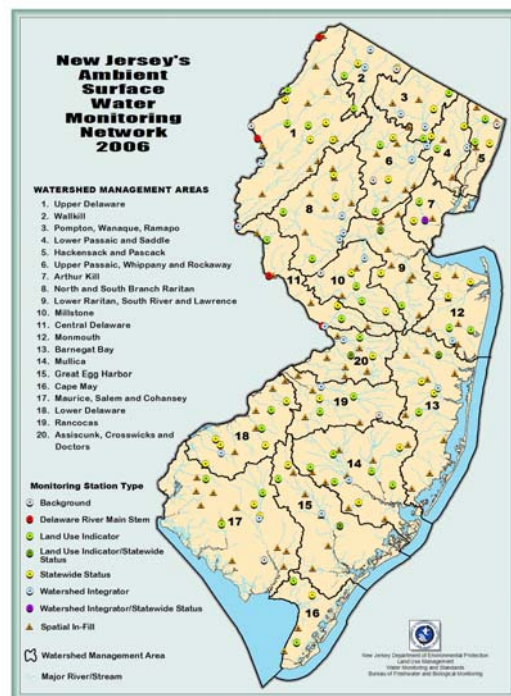 New Jersey's
Ambient
Surface
Water
Monitoring
Network
2006
WATERSHED MANAGEMENT AREAS
1. Upper Delaware
2. Wallkill
3. Pompton, Wanaque, Ramapo
4. Lower Passaic and Saddle
5. Hackensack and Pascack
6. Upper Passaic, Whippany and Rockaway
7. Arthur Kill
8. North and South Branch Raritan
9. Lower Raritan, South River and Lawrence
10. Millstone
11. Central Delaware
12. Monmouth
13. Barnegat Bay
14. Mullica
15. Great Egg Harbor
16. Cape May
17. Maurice, Salem and Cohansey
18. Lower Delaware
19. Rancocas
20. Assiscunk, Crosswicks and
Doctors
Monitoring Station Type
Background
Delaware River Main Stem
Land Use Indicator
Land Use Indicator/Statewide
Status
Statewide Status
Watershed Integrator
Watershed Integrator/Statewide Status
Spatial In-Fill
Watershed Management Area
Major River/Stream
2
3
1
4
5
6
7
8
9
10
11
12
20
19
13
18
14
15
17
16
New Jersey Department of Environmental Protection
Land Use Management
Water Monitoring and Standards
Bureau of Freshwater and Biological Monitoring